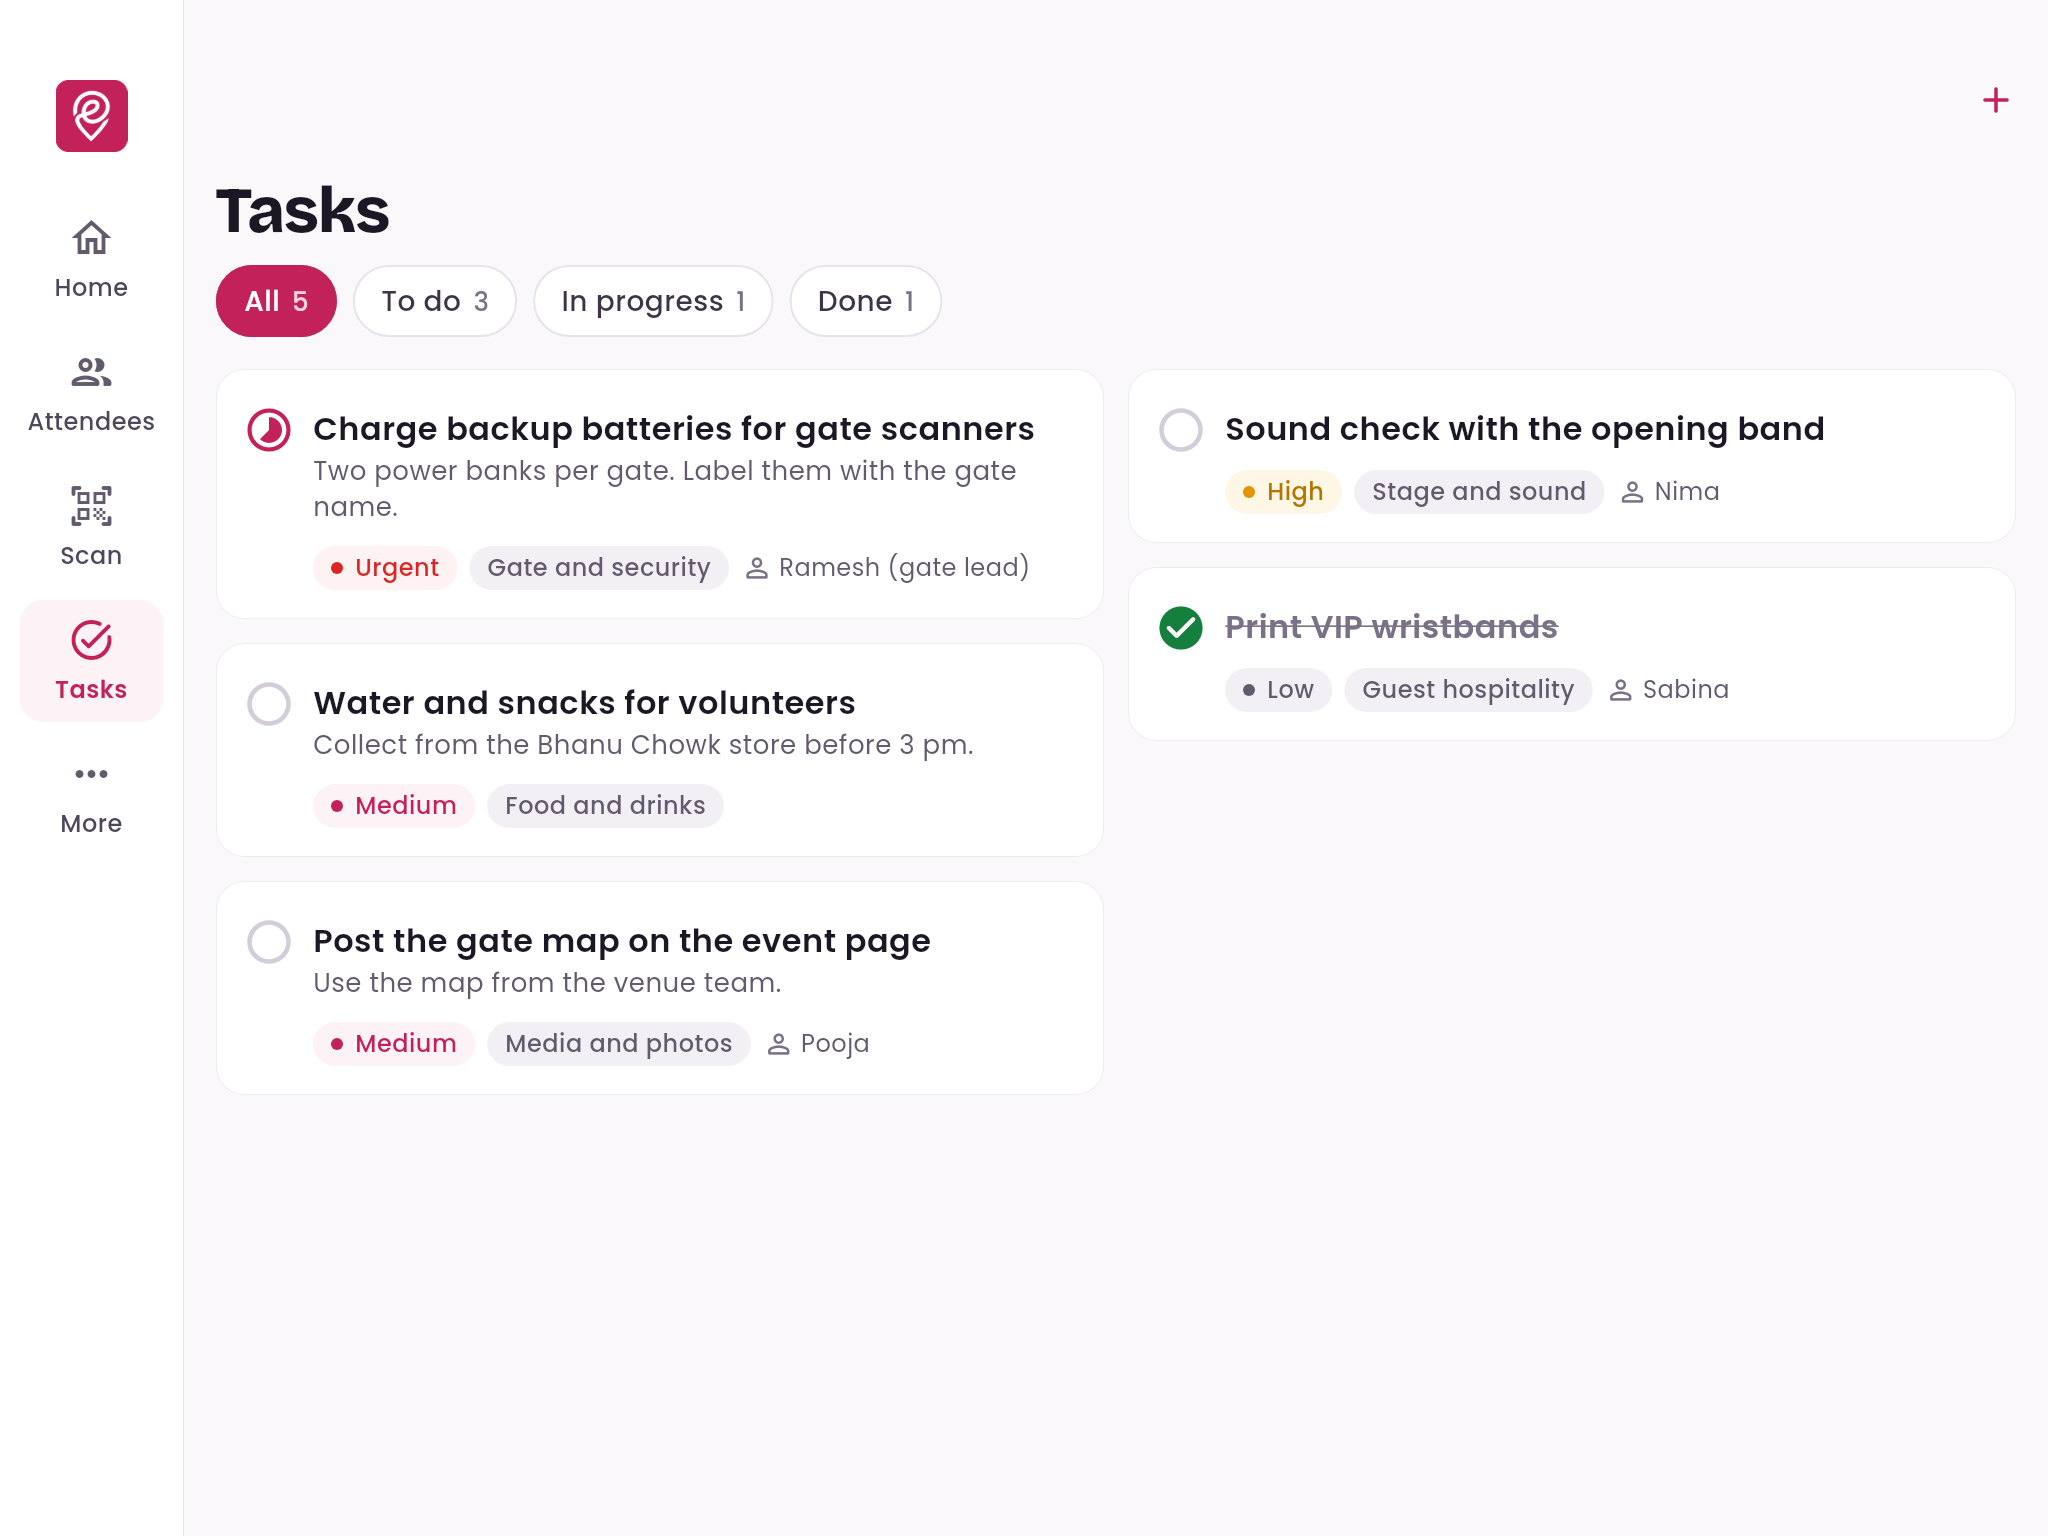 Home
Attendees
Scan
Tasks
More
Tasks
All 5
To do 3
In progress 1
Done 1
Charge backup batteries for gate scanners
Two power banks per gate. Label them with the gate
name.
Urgent
Gate and security
Ramesh (gate lead)
Water and snacks for volunteers
Collect from the Bhanu Chowk store before 3 pm.
Medium
Food and drinks
Post the gate map on the event page
Use the map from the venue team.
Medium
Media and photos
Pooja
Sound check with the opening band
High
Stage and sound
Nima
Print VIP wristbands
Low
Guest hospitality
Sabina